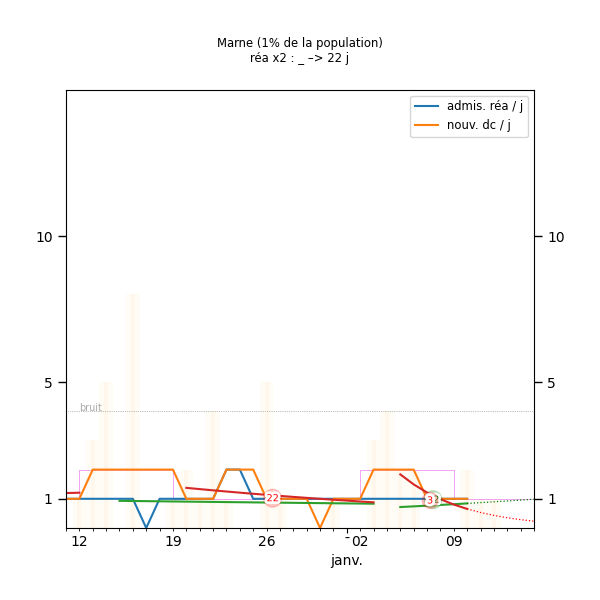 Marne (1% de la population)
réa x2 : _ –> 22 j
admis. réa / j
nouv. dc / j
10
10
5
5
bruit
1
1
22
3
12
19
26
02
09
janv.